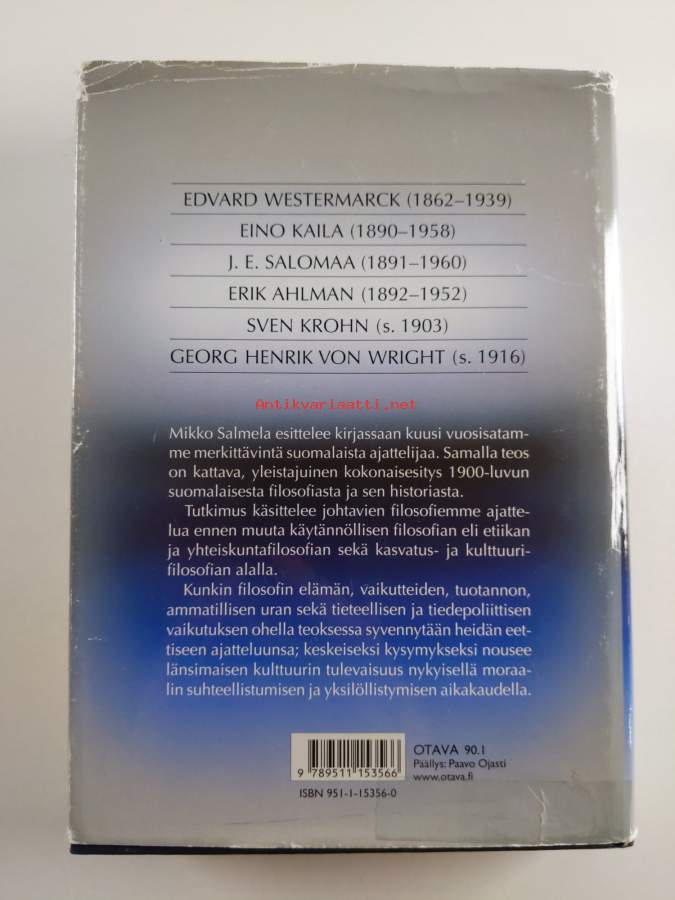 EDVARD WESTERMARCK (1862–1939)
EINO KAILA (1890–1958)
J. E. SALOMAA (1891–1960)
ERIK AHLMAN (1892–1952)
SVEN KROHN (s. 1903)
GEORG HENRIK VON WRIGHT (s. 1916)
Antikvariaatti.net
Mikko Salmela esittelee kirjassaan kuusi vuosisatam-
me merkittävintä suomalaista ajattelijaa. Samalla teos
on kattava, yleistajuinen kokonaisesitys 1900-luvun
suomalaisesta filosofiasta ja sen historiasta.
Tutkimus käsittelee johtavien filosofiemme ajatte-
lua ennen muuta käytännöllisen filosofian eli etiikan
ja yhteiskuntafilosofian sekä kasvatus- ja kulttuuri-
filosofian alalla.
Kunkin filosofin elämän, vaikutteiden, tuotannon,
ammatillisen uran sekä tieteellisen ja tiedepoliittisen
vaikutuksen ohella teoksessa syvennytään heidän eet-
tiseen ajatteluunsa; keskeiseksi kysymykseksi nousee
länsimaisen kulttuurin tulevaisuus nykyisellä moraa-
lin suhteellistumisen ja yksilöllistymisen aikakaudella.
OTAVA 90.1
Päällys: Paavo Ojasti
www.otava.fi
9 789511 153566
ISBN 951-1-15356-0